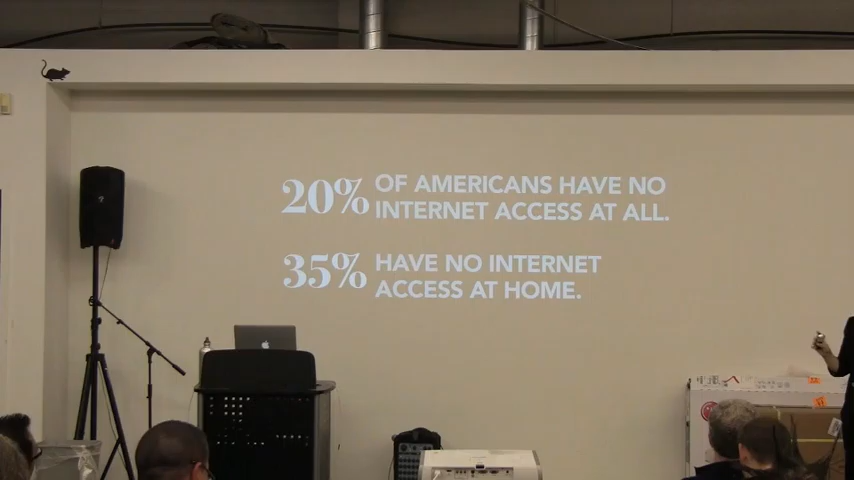 20% OF AMERICANS HAVE NO
INTERNET ACCESS AT ALL.
35% HAVE NO INTERNET
ACCESS AT HOME.